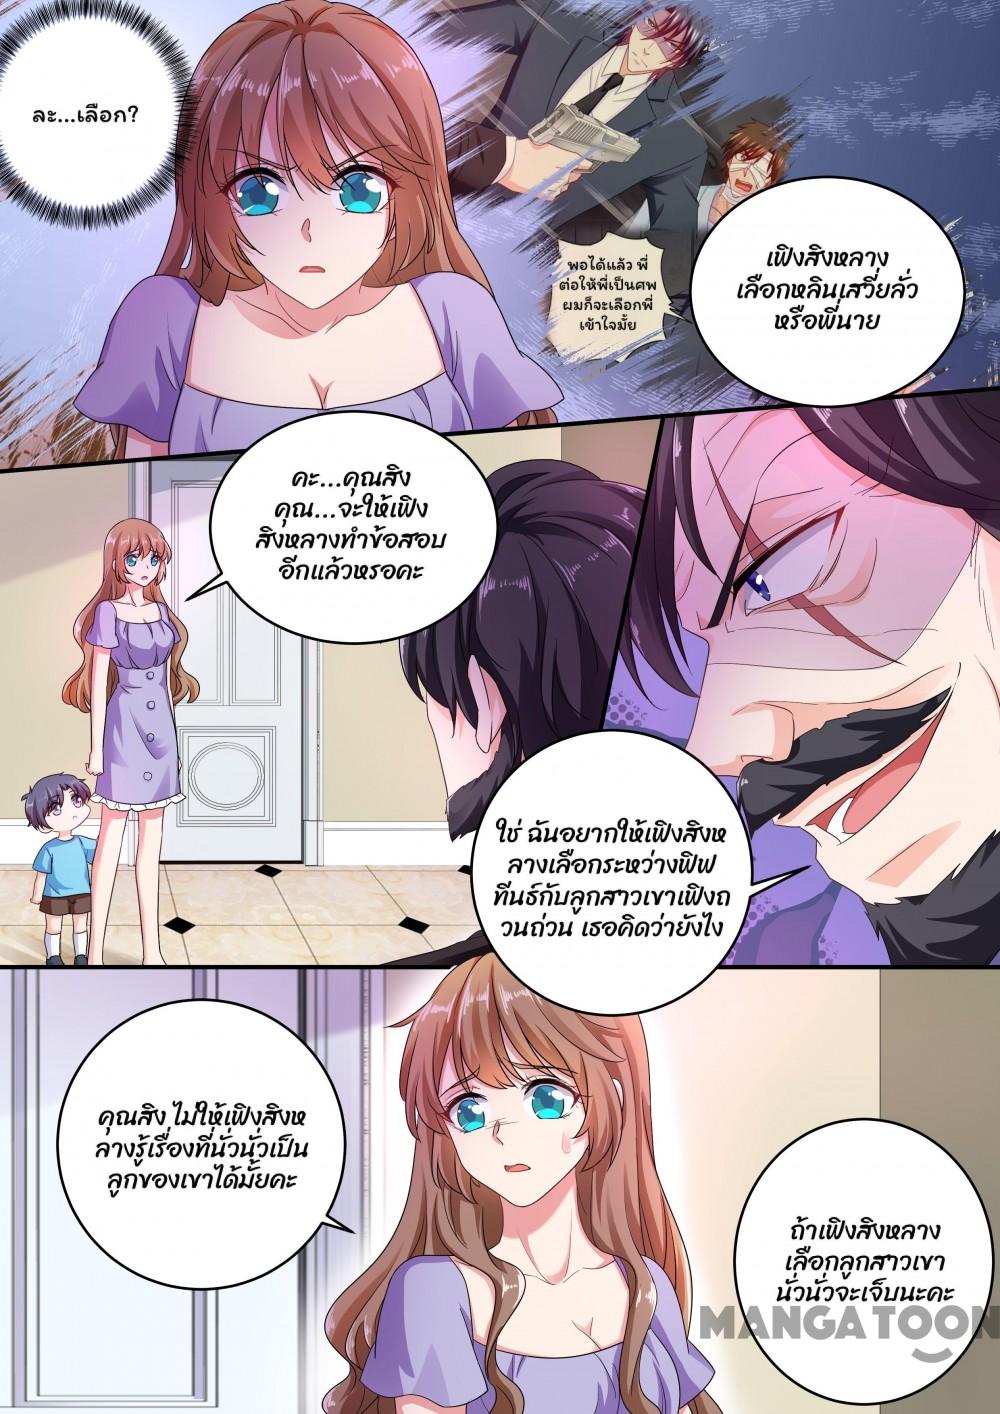 ละ...เลือก?
พอได้แล้ว พี่
ต่อให้พี่เป็นศพ
ผมก็จะเลือกพี่
เข้าใจมั้ย
เฟิงสิงหลาง
เลือกหลินเสวี่ยลั่ว
หรือพี่นาย
คะ...คุณสิง
คุณ...จะให้เฟิง
สิงหลางทำข้อสอบ
อีกแล้วหรอคะ
ใช่ ฉันอยากให้เฟิงสิงห
ลางเลือกระหว่างฟิฟ
ทีนธ์กับลูกสาวเขาเฟิงถ
วนถ่วน เธอคิดว่ายังไง
คุณสิง ไม่ให้เฟิงสิงห
ลางรู้เรื่องที่นั่วนั่วเป็น
ลูกของเขาได้มั้ยคะ
ถ้าเฟิงสิงหลาง
เลือกลูกสาวเขา
นั่วนั่วจะเจ็บนะคะ
MANGATOON